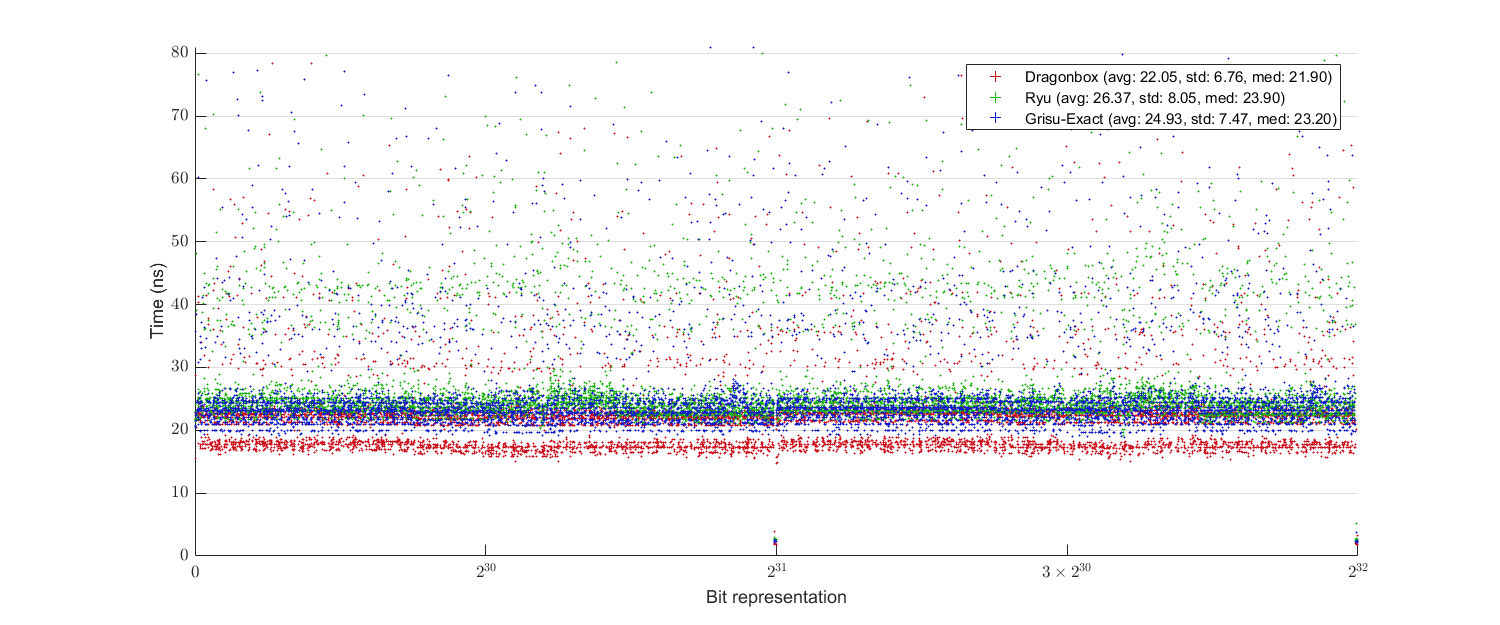 80
70
60
50
40
30
20
10
0
Time (ns)
Dragonbox (avg: 22.05, std: 6.76, med: 21.90)
Ryu (avg: 26.37, std: 8.05, med: 23.90)
Grisu-Exact (avg: 24.93, std: 7.47, med: 23.20)
0 2^30 2^31 3 × 2^30 2^32
Bit representation